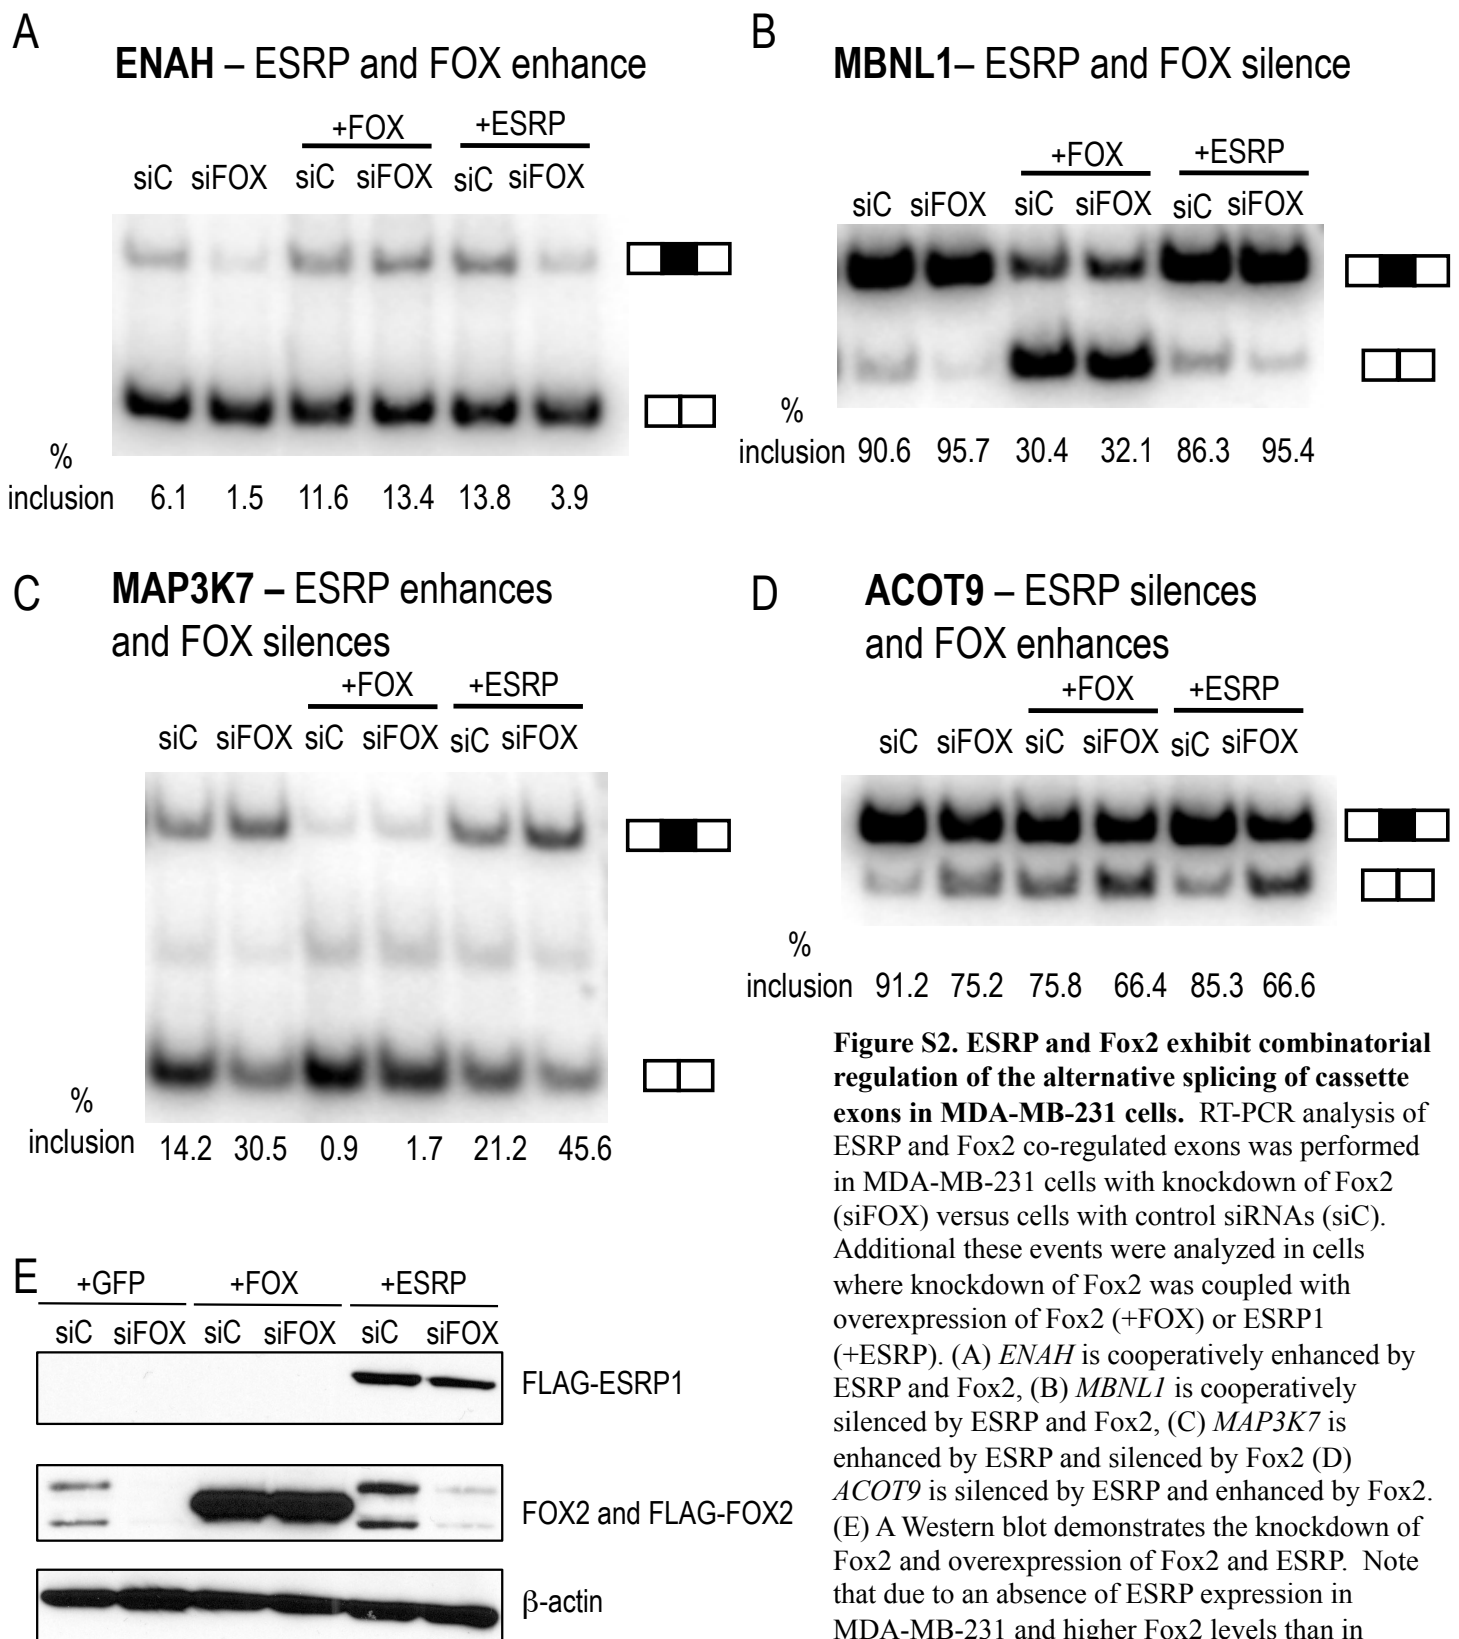 A
ENAH – ESRP and FOX enhance
+FOX +ESRP
siC siFOX siC siFOX siC siFOX
%
inclusion 6.1 1.5 11.6 13.4 13.8 3.9
B
MBNL1– ESRP and FOX silence
+FOX +ESRP
siC siFOX siC siFOX siC siFOX
%
inclusion 90.6 95.7 30.4 32.1 86.3 95.4
C
MAP3K7 – ESRP enhances
and FOX silences
+FOX +ESRP
siC siFOX siC siFOX siC siFOX
%
inclusion 14.2 30.5 0.9 1.7 21.2 45.6
D
ACOT9 – ESRP silences
and FOX enhances
+FOX +ESRP
siC siFOX siC siFOX siC siFOX
%
inclusion 91.2 75.2 75.8 66.4 85.3 66.6
E
+GFP +FOX +ESRP
siC siFOX siC siFOX siC siFOX
FLAG-ESRP1
FOX2 and FLAG-FOX2
β-actin
Figure S2. ESRP and Fox2 exhibit combinatorial
regulation of the alternative splicing of cassette
exons in MDA-MB-231 cells. RT-PCR analysis of
ESRP and Fox2 co-regulated exons was performed
in MDA-MB-231 cells with knockdown of Fox2
(siFOX) versus cells with control siRNAs (siC).
Additional these events were analyzed in cells
where knockdown of Fox2 was coupled with
overexpression of Fox2 (+FOX) or ESRP1
(+ESRP). (A) ENAH is cooperatively enhanced by
ESRP and Fox2, (B) MBNL1 is cooperatively
silenced by ESRP and Fox2, (C) MAP3K7 is
enhanced by ESRP and silenced by Fox2 (D)
ACOT9 is silenced by ESRP and enhanced by Fox2.
(E) A Western blot demonstrates the knockdown of
Fox2 and overexpression of Fox2 and ESRP. Note
that due to an absence of ESRP expression in
MDA-MB-231 and higher Fox2 levels than in